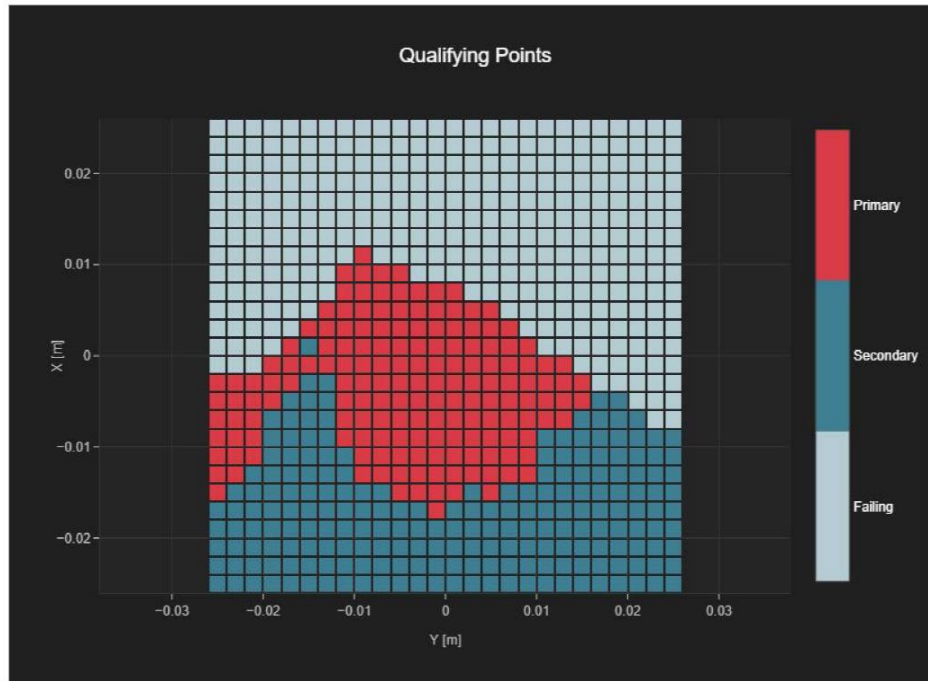 Qualifying Points
X [m]
0.02
0.01
0
−0.01
−0.02
−0.03
−0.02
−0.01
0
0.01
0.02
0.03
Y [m]
Primary
Secondary
Failing